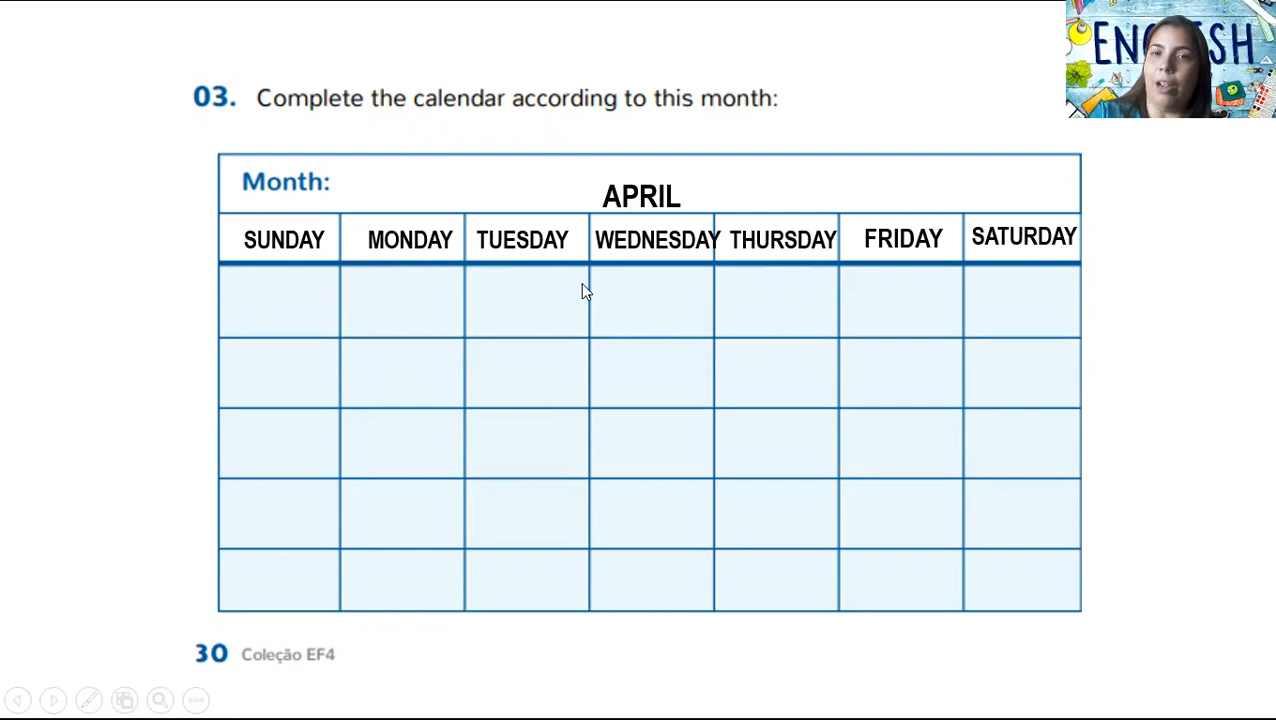 ENGLISH
03. Complete the calendar according to this month:
Month:
APRIL
SUNDAY MONDAY TUESDAY WEDNESDAY THURSDAY FRIDAY SATURDAY
30 Coleção EF4